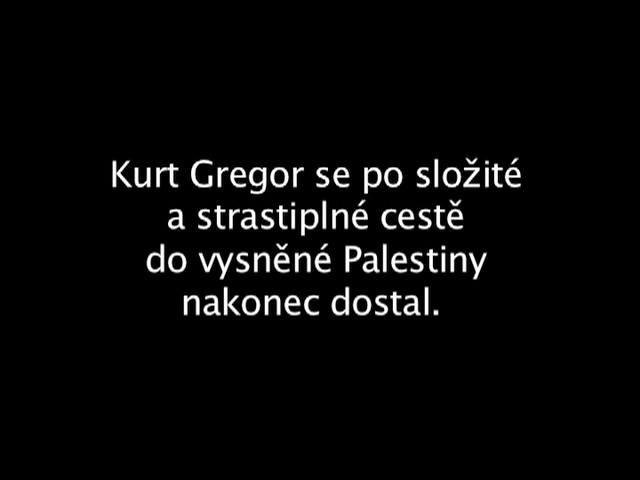 Kurt Gregor se po složité
a strastiplné cestě
do vysněné Palestiny
nakonec dostal.